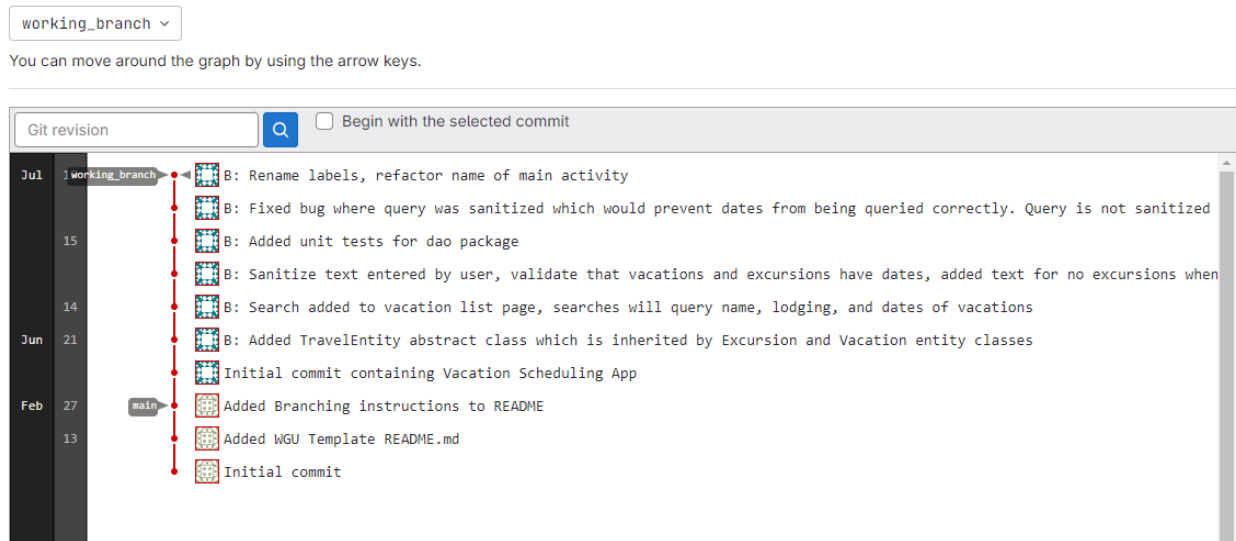 working_branch
You can move around the graph by using the arrow keys.
Git revision
Begin with the selected commit
Jul working_branch B: Rename labels, refactor name of main activity
B: Fixed bug where query was sanitized which would prevent dates from being queried correctly. Query is not sanitized
15 B: Added unit tests for dao package
B: Sanitize text entered by user, validate that vacations and excursions have dates, added text for no excursions when
14 B: Search added to vacation list page, searches will query name, lodging, and dates of vacations
Jun 21 B: Added TravelEntity abstract class which is inherited by Excursion and Vacation entity classes
Initial commit containing Vacation Scheduling App
Feb 27 main Added Branching instructions to README
13 Added WGU Template README.md
Initial commit